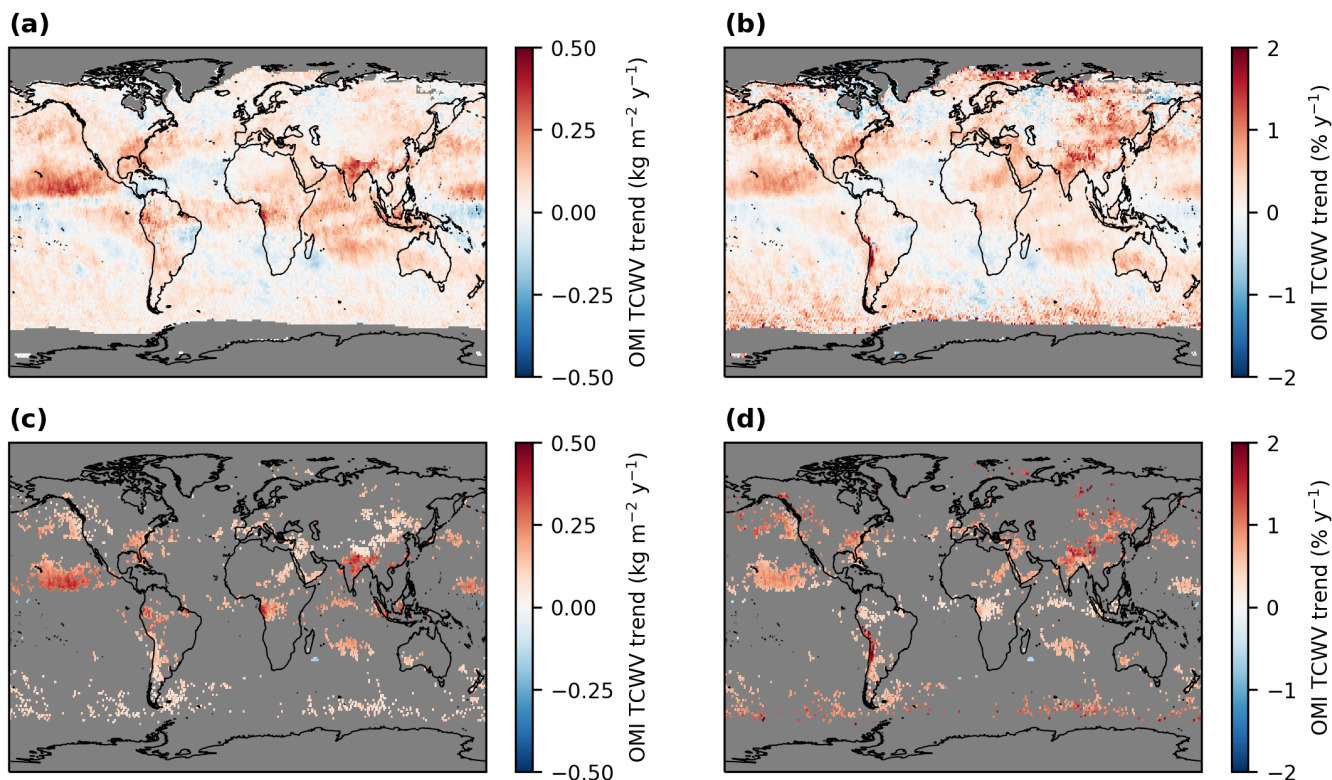 (a)
0.50
0.25
0.00
−0.25
−0.50
OMI TCWV trend (kg m⁻² y⁻¹)
(b)
2
1
0
−1
−2
OMI TCWV trend (% y⁻¹)
(c)
0.50
0.25
0.00
−0.25
−0.50
OMI TCWV trend (kg m⁻² y⁻¹)
(d)
2
1
0
−1
−2
OMI TCWV trend (% y⁻¹)